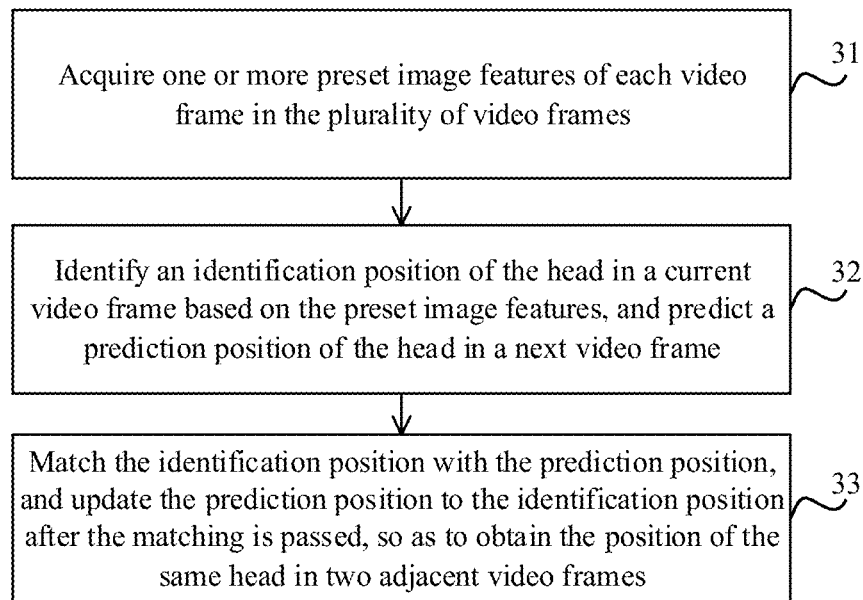 Acquire one or more preset image features of each video
frame in the plurality of video frames
31
Identify an identification position of the head in a current
video frame based on the preset image features, and predict a
prediction position of the head in a next video frame
32
Match the identification position with the prediction position,
and update the prediction position to the identification position
after the matching is passed, so as to obtain the position of the
same head in two adjacent video frames
33